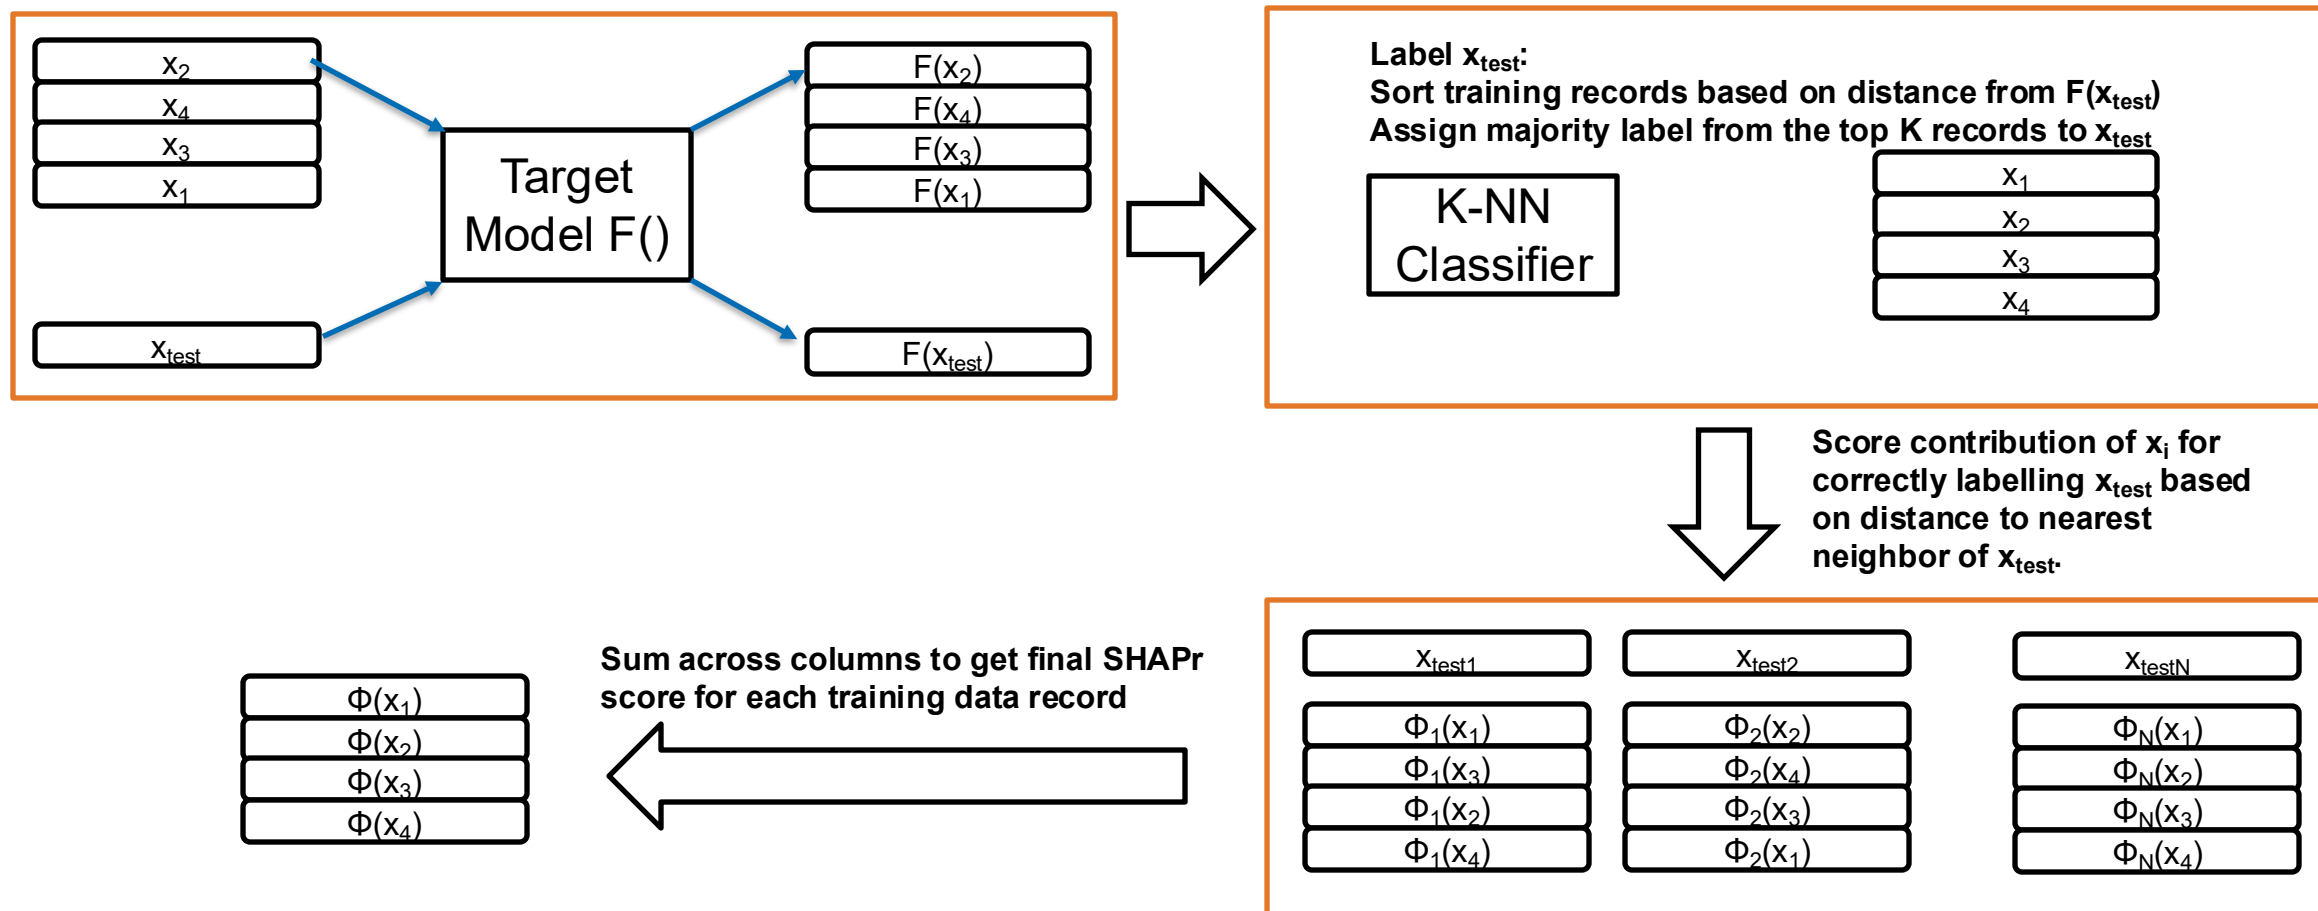 x2
x4
x3
x1
xtest
Target
Model F()
F(x2)
F(x4)
F(x3)
F(x1)
F(xtest)
Label xtest:
Sort training records based on distance from F(xtest)
Assign majority label from the top K records to xtest
K-NN
Classifier
x1
x2
x3
x4
Score contribution of xi for
correctly labelling xtest based
on distance to nearest
neighbor of xtest.
xtest1
Φ1(x1)
Φ1(x3)
Φ1(x2)
Φ1(x4)
xtest2
Φ2(x2)
Φ2(x4)
Φ2(x3)
Φ2(x1)
xtestN
ΦN(x1)
ΦN(x2)
ΦN(x3)
ΦN(x4)
Sum across columns to get final SHAPr
score for each training data record
Φ(x1)
Φ(x2)
Φ(x3)
Φ(x4)